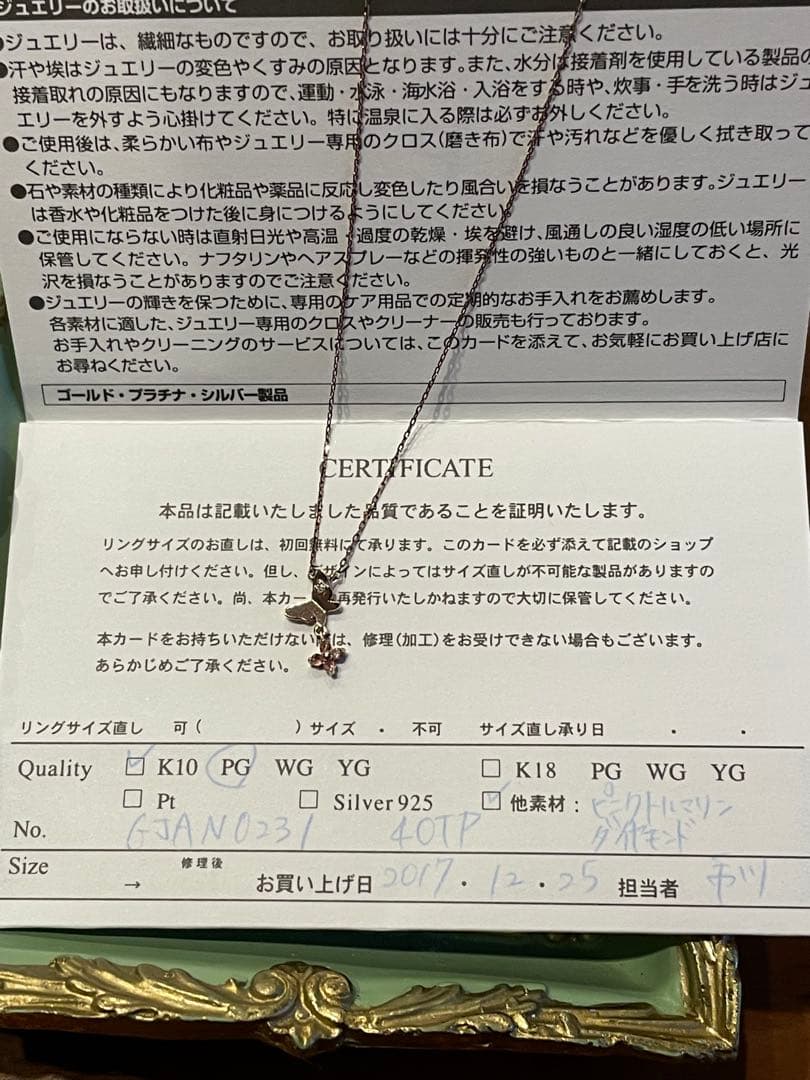 ジュエリーのお取扱いについて
●ジュエリーは、繊細なものですので、お取り扱いには十分にご注意ください。
●汗や埃はジュエリーの変色やくすみの原因となります。また、水分は接着剤を使用している製品の
接着取れの原因にもなりますので、運動・水泳・海水浴・入浴をする時や、炊事・手を洗う時はジュ
エリーを外すよう心掛けてください。特に温泉に入る際は必ずお外しください。
●ご使用後は、柔らかい布やジュエリー専用のクロス(磨き布)で汗や汚れなどを優しく拭き取って
ください。
●石や素材の種類により化粧品や薬品に反応し変色したり風合いを損なうことがあります。ジュエリー
は香水や化粧品をつけた後に身につけるようにしてください。
●ご使用にならない時は直射日光や高温・過度の乾燥・埃を避け、風通しの良い湿度の低い場所に
保管してください。ナフタリンやヘアスプレーなどの揮発性の強いものと一緒にしておくと、光
沢を損なうことがありますのでご注意ください。
●ジュエリーの輝きを保つために、専用のケア用品での定期的なお手入れをお薦めします。
各素材に適した、ジュエリー専用のクロスやクリーナーの販売も行っております。
お手入れやクリーニングのサービスについては、このカードを添えて、お気軽にお買い上げ店に
お尋ねください。
ゴールド・プラチナ・シルバー製品
CERTIFICATE
本品は記載いたしました品質であることを証明いたします。
リングサイズのお直しは、初回無料にて承ります。このカードを必ず添えて記載のショップ
へお申し付けください。但し、デザインによってはサイズ直しが不可能な製品がありますの
でご了承ください。尚、本カー 再発行いたしかねますので大切に保管してください。
本カードをお持ちいただけない は、修理(加工)をお受けできない場合もございます。
あらかじめご了承ください。
リングサイズ直し 可( )サイズ ・ 不可 サイズ直し承り日 ・ ・
Quality ☑ K10 PG WG YG □ K18 PG WG YG
□ Pt □ Silver925 ☑ 他素材: ピンクトルマリン
ダイヤモンド
No. GJAN0231 40TP
Size → 修理後 お買い上げ日 2017・12・25 担当者 市川